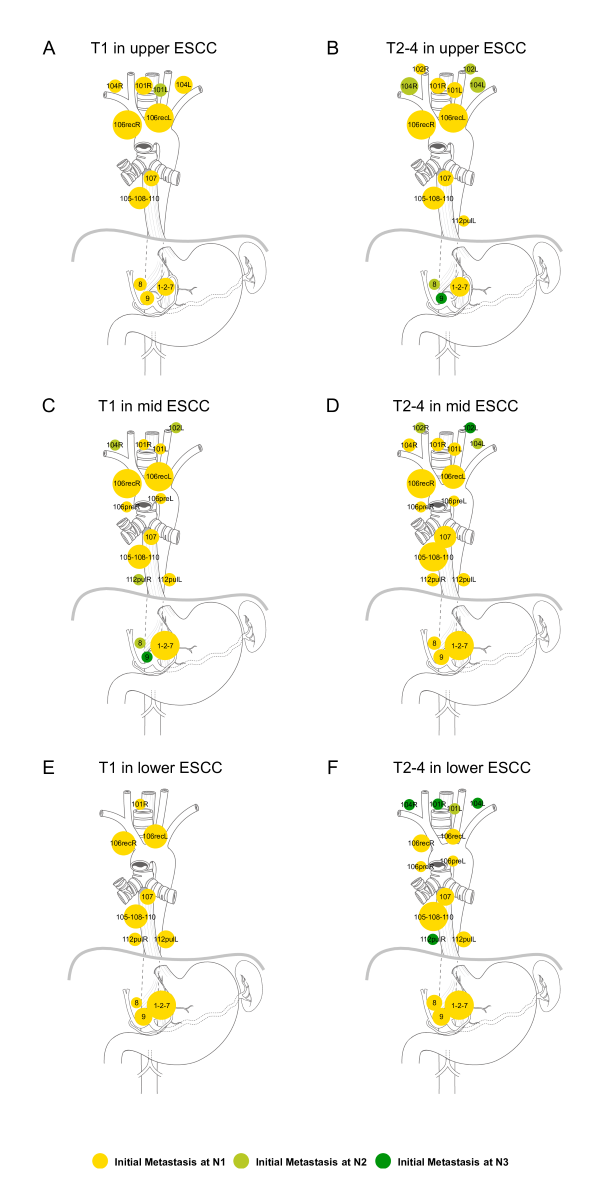 A
T1 in upper ESCC
104R
101R
101L
104L
106recR
106recL
107
105-108-110
8
9
1-2-7
B
T2-4 in upper ESCC
102R
102L
104R
101R
101L
104L
106recR
106recL
107
105-108-110
112pulL
8
9
1-2-7
C
T1 in mid ESCC
102L
104R
101R
101L
106recR
106recL
106preR
106preL
107
105-108-110
112pulR
112pulL
8
9
1-2-7
D
T2-4 in mid ESCC
102R
102L
104R
101R
101L
104L
106recR
106recL
106preR
106preL
107
105-108-110
112pulR
112pulL
8
9
1-2-7
E
T1 in lower ESCC
101R
106recR
106recL
107
105-108-110
112pulR
112pulL
8
9
1-2-7
F
T2-4 in lower ESCC
104R
101R
101L
104L
106recR
106recL
106preR
106preL
107
105-108-110
112pulR
112pulL
8
9
1-2-7
Initial Metastasis at N1 Initial Metastasis at N2 Initial Metastasis at N3